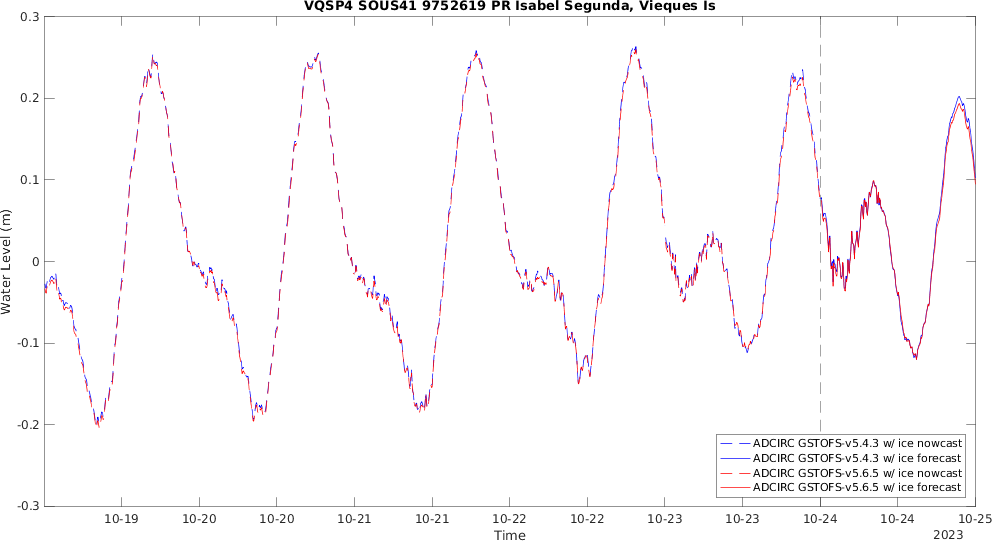 VQSP4 SOUS41 9752619 PR Isabel Segunda, Vieques Is
0.3
0.2
0.1
0
-0.1
-0.2
-0.3
Water Level (m)
ADCIRC GSTOFS-v5.4.3 w/ ice nowcast
ADCIRC GSTOFS-v5.4.3 w/ ice forecast
ADCIRC GSTOFS-v5.6.5 w/ ice nowcast
ADCIRC GSTOFS-v5.6.5 w/ ice forecast
10-19 10-20 10-20 10-21 10-21 10-22 10-22 10-23 10-23 10-24 10-24 10-25
Time
2023